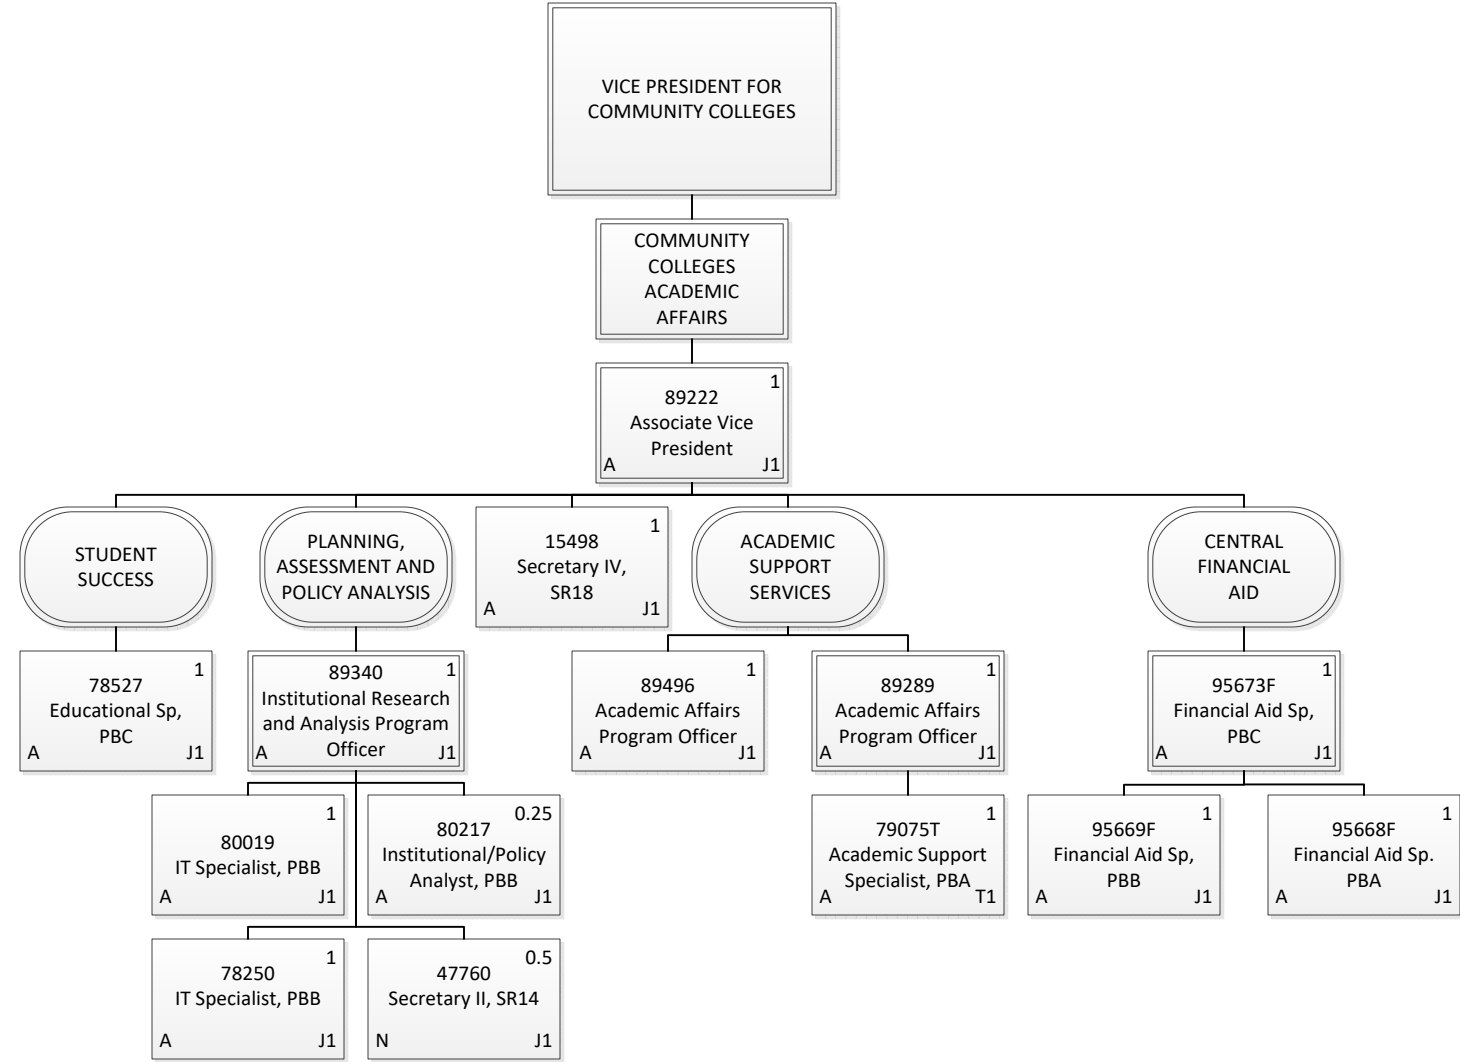 VICE PRESIDENT FOR
COMMUNITY COLLEGES
COMMUNITY
COLLEGES
ACADEMIC
AFFAIRS
1
89222
Associate Vice
President
A J1
STUDENT
SUCCESS
PLANNING,
ASSESSMENT AND
POLICY ANALYSIS
1
15498
Secretary IV,
SR18
A J1
ACADEMIC
SUPPORT
SERVICES
CENTRAL
FINANCIAL
AID
1
78527
Educational Sp,
PBC
A J1
1
89340
Institutional Research
and Analysis Program
Officer
A J1
1
89496
Academic Affairs
Program Officer
A J1
1
89289
Academic Affairs
Program Officer
A J1
1
95673F
Financial Aid Sp,
PBC
A J1
1
80019
IT Specialist, PBB
A J1
0.25
80217
Institutional/Policy
Analyst, PBB
A J1
1
79075T
Academic Support
Specialist, PBA
A T1
1
95669F
Financial Aid Sp,
PBB
A J1
1
95668F
Financial Aid Sp.
PBA
A J1
1
78250
IT Specialist, PBB
A J1
0.5
47760
Secretary II, SR14
N J1